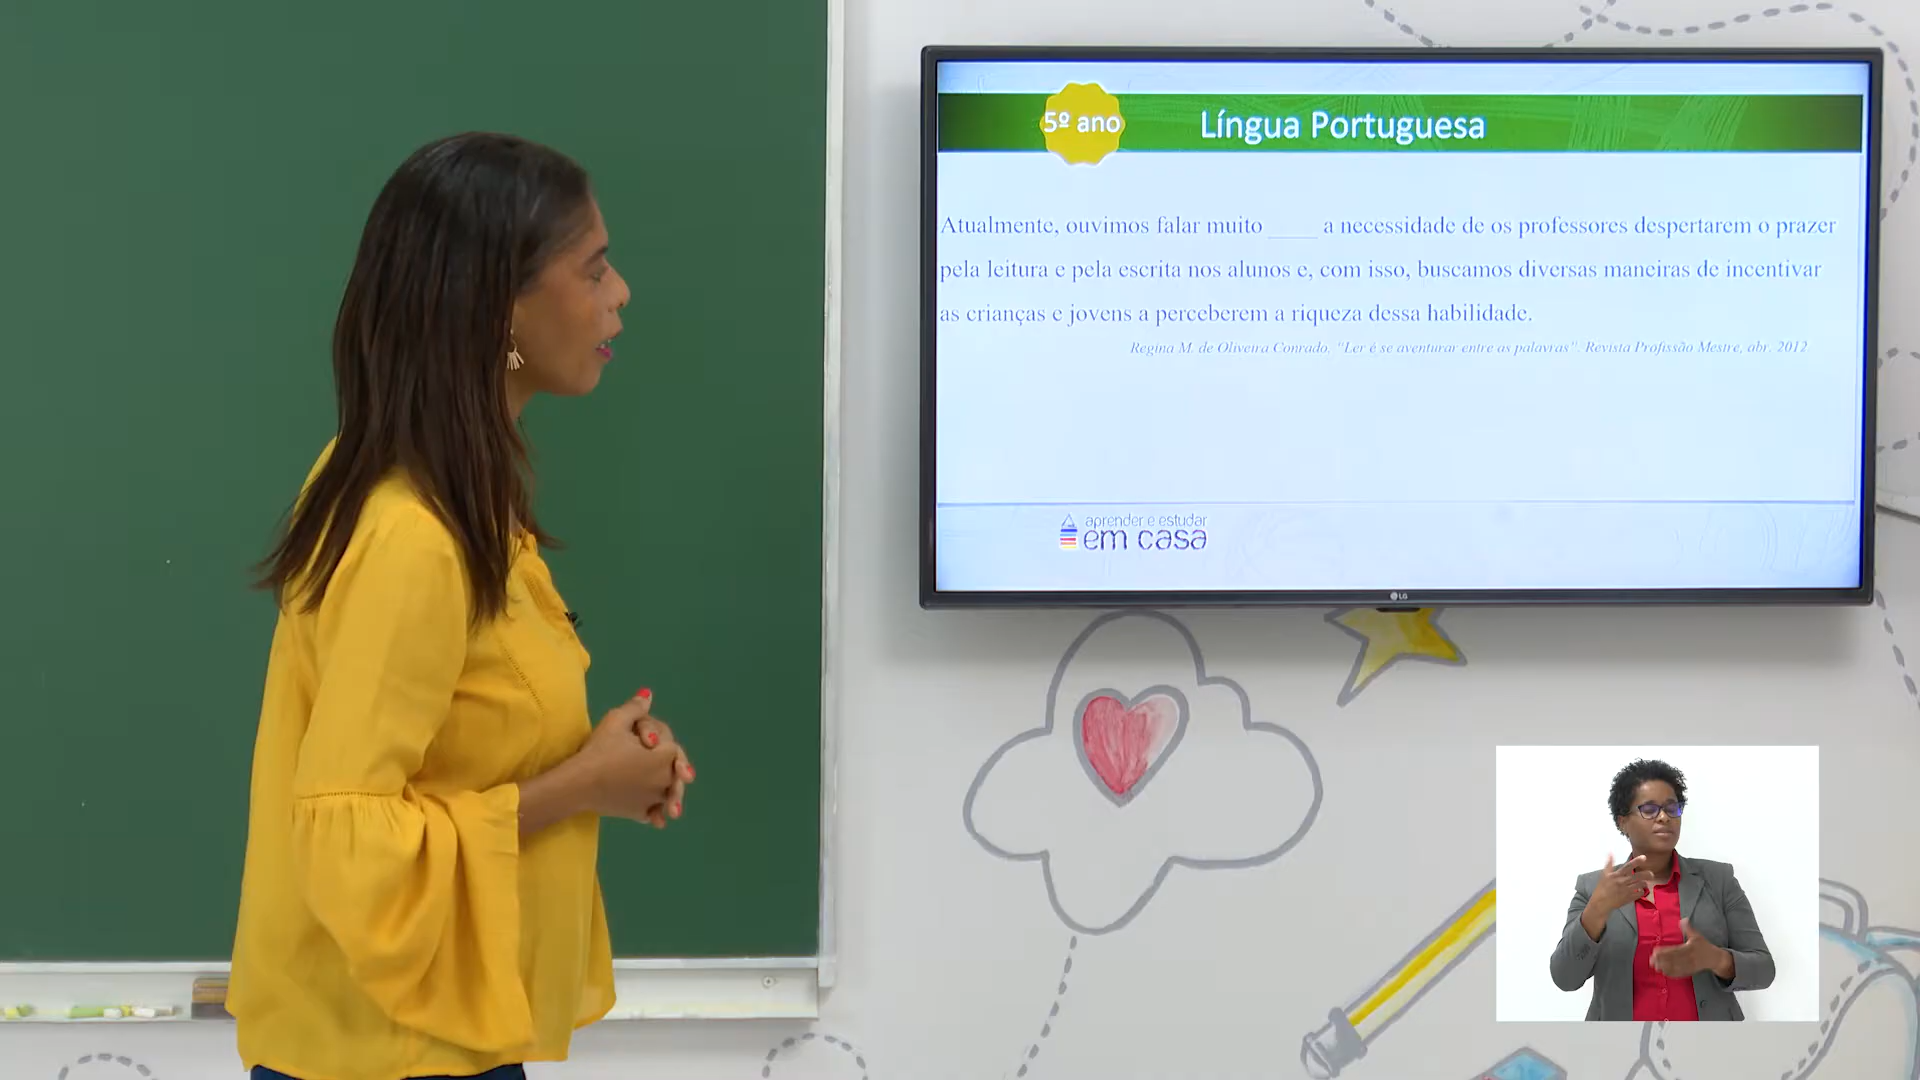 5º ano
Língua Portuguesa
Atualmente, ouvimos falar muito ____ a necessidade de os professores despertarem o prazer
pela leitura e pela escrita nos alunos e, com isso, buscamos diversas maneiras de incentivar
as crianças e jovens a perceberem a riqueza dessa habilidade.
Regina M. de Oliveira Conrado, “Ler é se aventurar entre as palavras”. Revista Profissão Mestre, abr. 2012.
aprender e estudar
em casa
LG